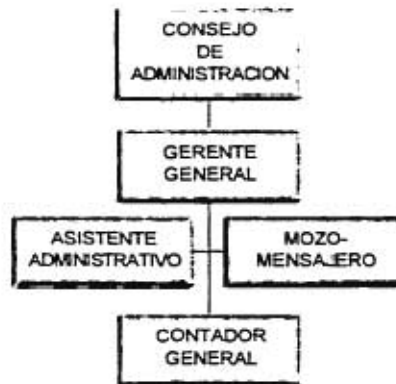 CONSEJO
DE
ADMINISTRACION
GERENTE
GENERAL
ASISTENTE
ADMINISTRATIVO
MOZO-
MENSAJERO
CONTADOR
GENERAL